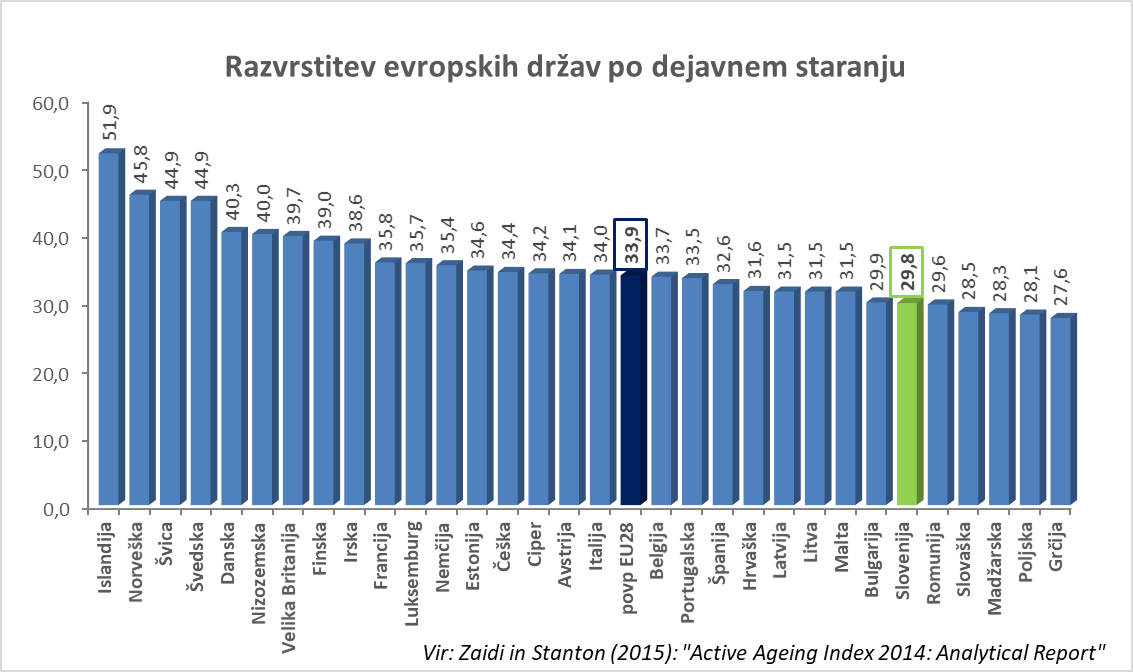 Razvrstitev evropskih držav po dejavnem staranju
60,0
50,0
40,0
30,0
20,0
10,0
0,0
51,9
45,8
44,9
44,9
40,3
40,0
39,7
39,0
38,6
35,8
35,7
35,4
34,6
34,4
34,2
34,1
34,0
33,9
33,7
33,5
32,6
31,6
31,5
31,5
31,5
29,9
29,8
29,6
28,5
28,3
28,1
27,6
Islandija
Norveška
Švica
Švedska
Danska
Nizozemska
Velika Britanija
Finska
Irska
Francija
Luksemburg
Nemčija
Estonija
Češka
Ciper
Avstrija
Italija
povp EU28
Belgija
Portugalska
Španija
Hrvaška
Latvija
Litva
Malta
Bulgarija
Slovenija
Romunija
Slovaška
Madžarska
Poljska
Grčija
Vir: Zaidi in Stanton (2015): "Active Ageing Index 2014: Analytical Report"